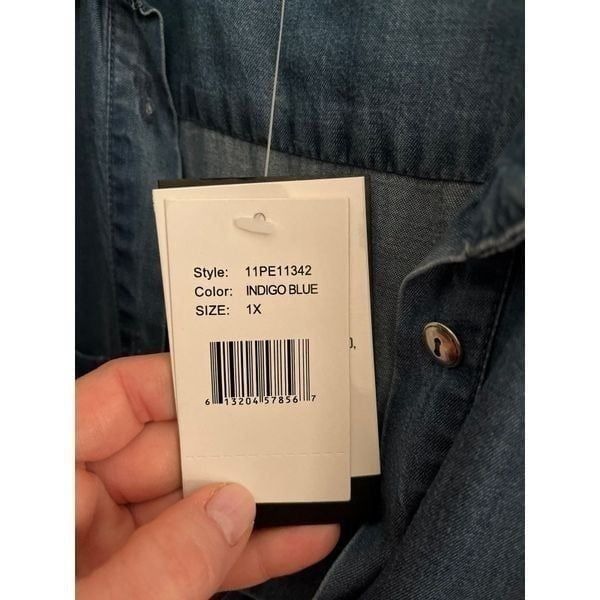 Style: 11PE11342
Color: INDIGO BLUE
SIZE: 1X
6 13204 57856 7